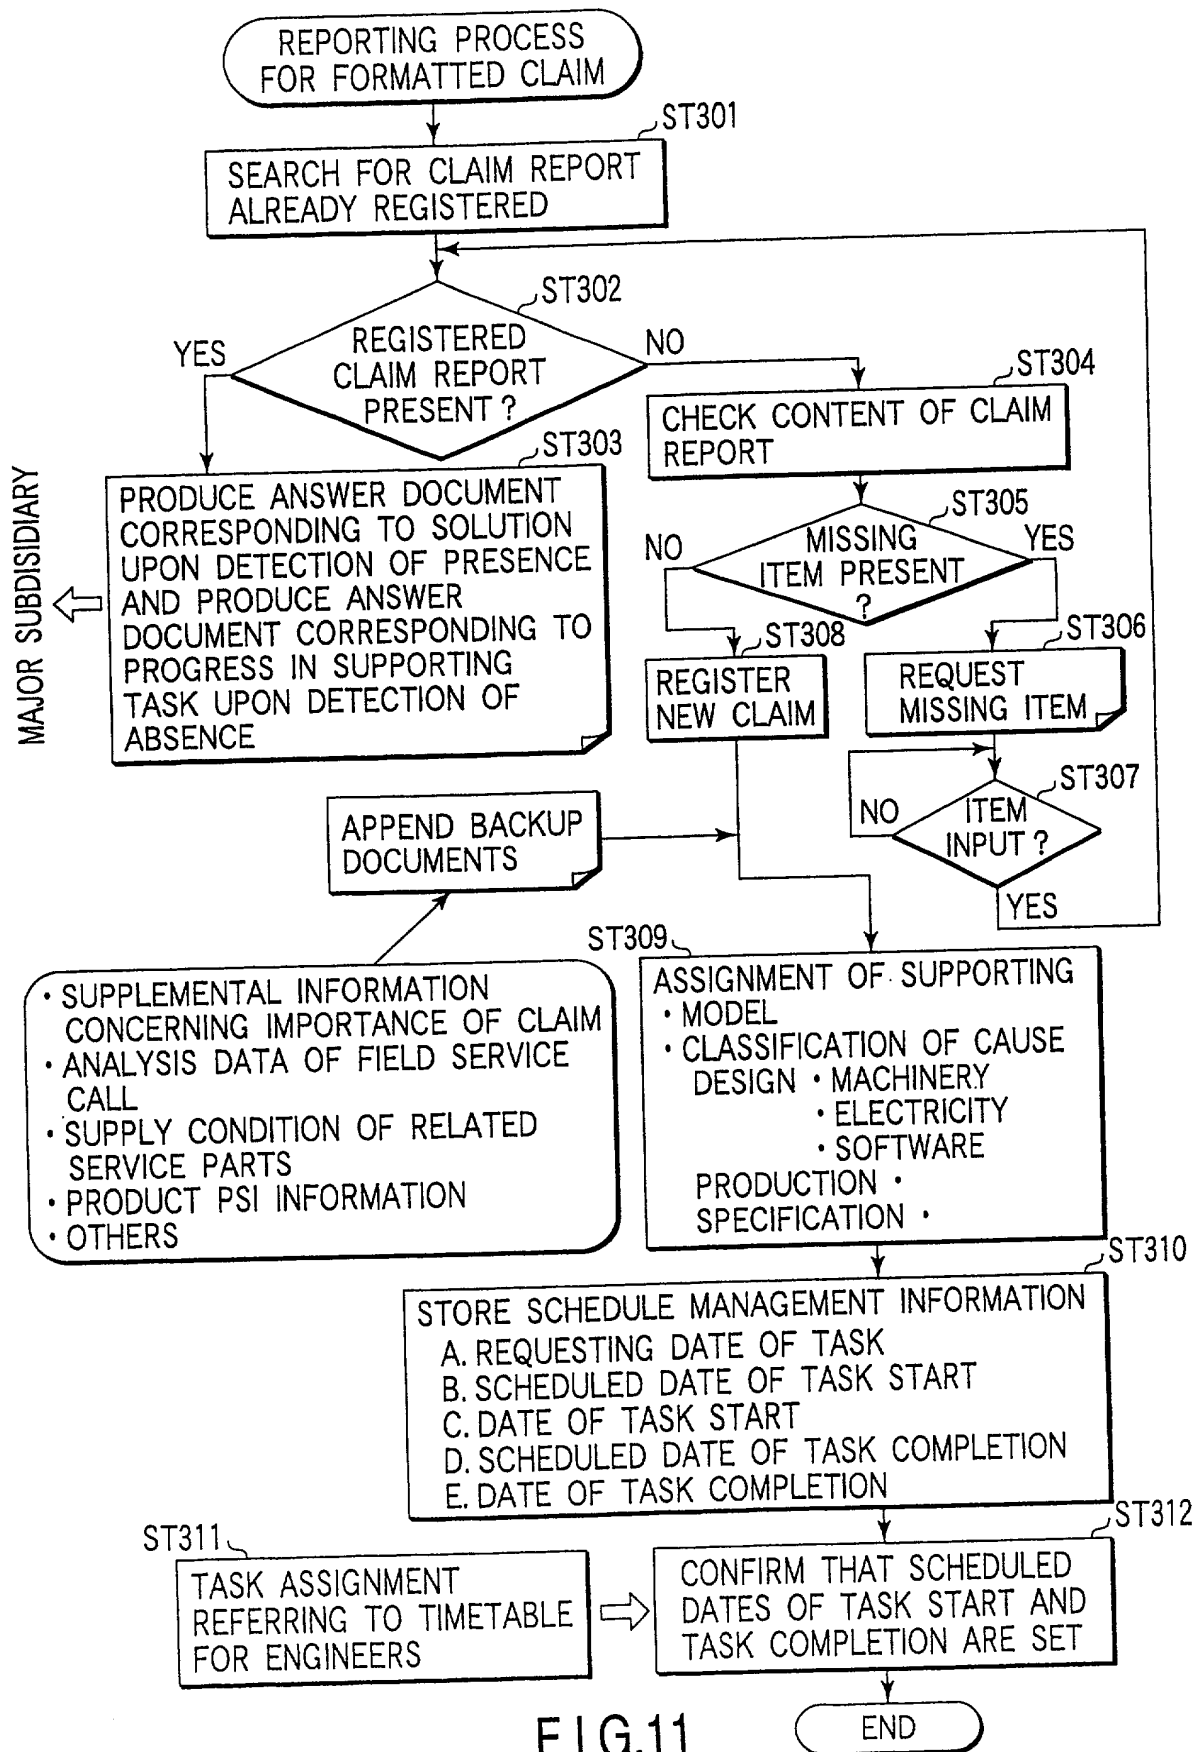 REPORTING PROCESS
FOR FORMATTED CLAIM
ST301
SEARCH FOR CLAIM REPORT
ALREADY REGISTERED
ST302
REGISTERED
CLAIM REPORT
PRESENT ?
YES
NO
ST303
PRODUCE ANSWER DOCUMENT
CORRESPONDING TO SOLUTION
UPON DETECTION OF PRESENCE
AND PRODUCE ANSWER
DOCUMENT CORRESPONDING TO
PROGRESS IN SUPPORTING
TASK UPON DETECTION OF
ABSENCE
MAJOR SUBDISIDIARY
ST304
CHECK CONTENT OF CLAIM
REPORT
ST305
MISSING
ITEM PRESENT
?
NO
YES
ST308
REGISTER
NEW CLAIM
ST306
REQUEST
MISSING ITEM
ST307
ITEM
INPUT ?
NO
YES
APPEND BACKUP
DOCUMENTS
• SUPPLEMENTAL INFORMATION
CONCERNING IMPORTANCE OF CLAIM
• ANALYSIS DATA OF FIELD SERVICE
CALL
• SUPPLY CONDITION OF RELATED
SERVICE PARTS
• PRODUCT PSI INFORMATION
• OTHERS
ST309
ASSIGNMENT OF SUPPORTING
• MODEL
• CLASSIFICATION OF CAUSE
DESIGN • MACHINERY
• ELECTRICITY
• SOFTWARE
PRODUCTION •
SPECIFICATION •
ST310
STORE SCHEDULE MANAGEMENT INFORMATION
A. REQUESTING DATE OF TASK
B. SCHEDULED DATE OF TASK START
C. DATE OF TASK START
D. SCHEDULED DATE OF TASK COMPLETION
E. DATE OF TASK COMPLETION
ST311
TASK ASSIGNMENT
REFERRING TO TIMETABLE
FOR ENGINEERS
ST312
CONFIRM THAT SCHEDULED
DATES OF TASK START AND
TASK COMPLETION ARE SET
END
FIG.11